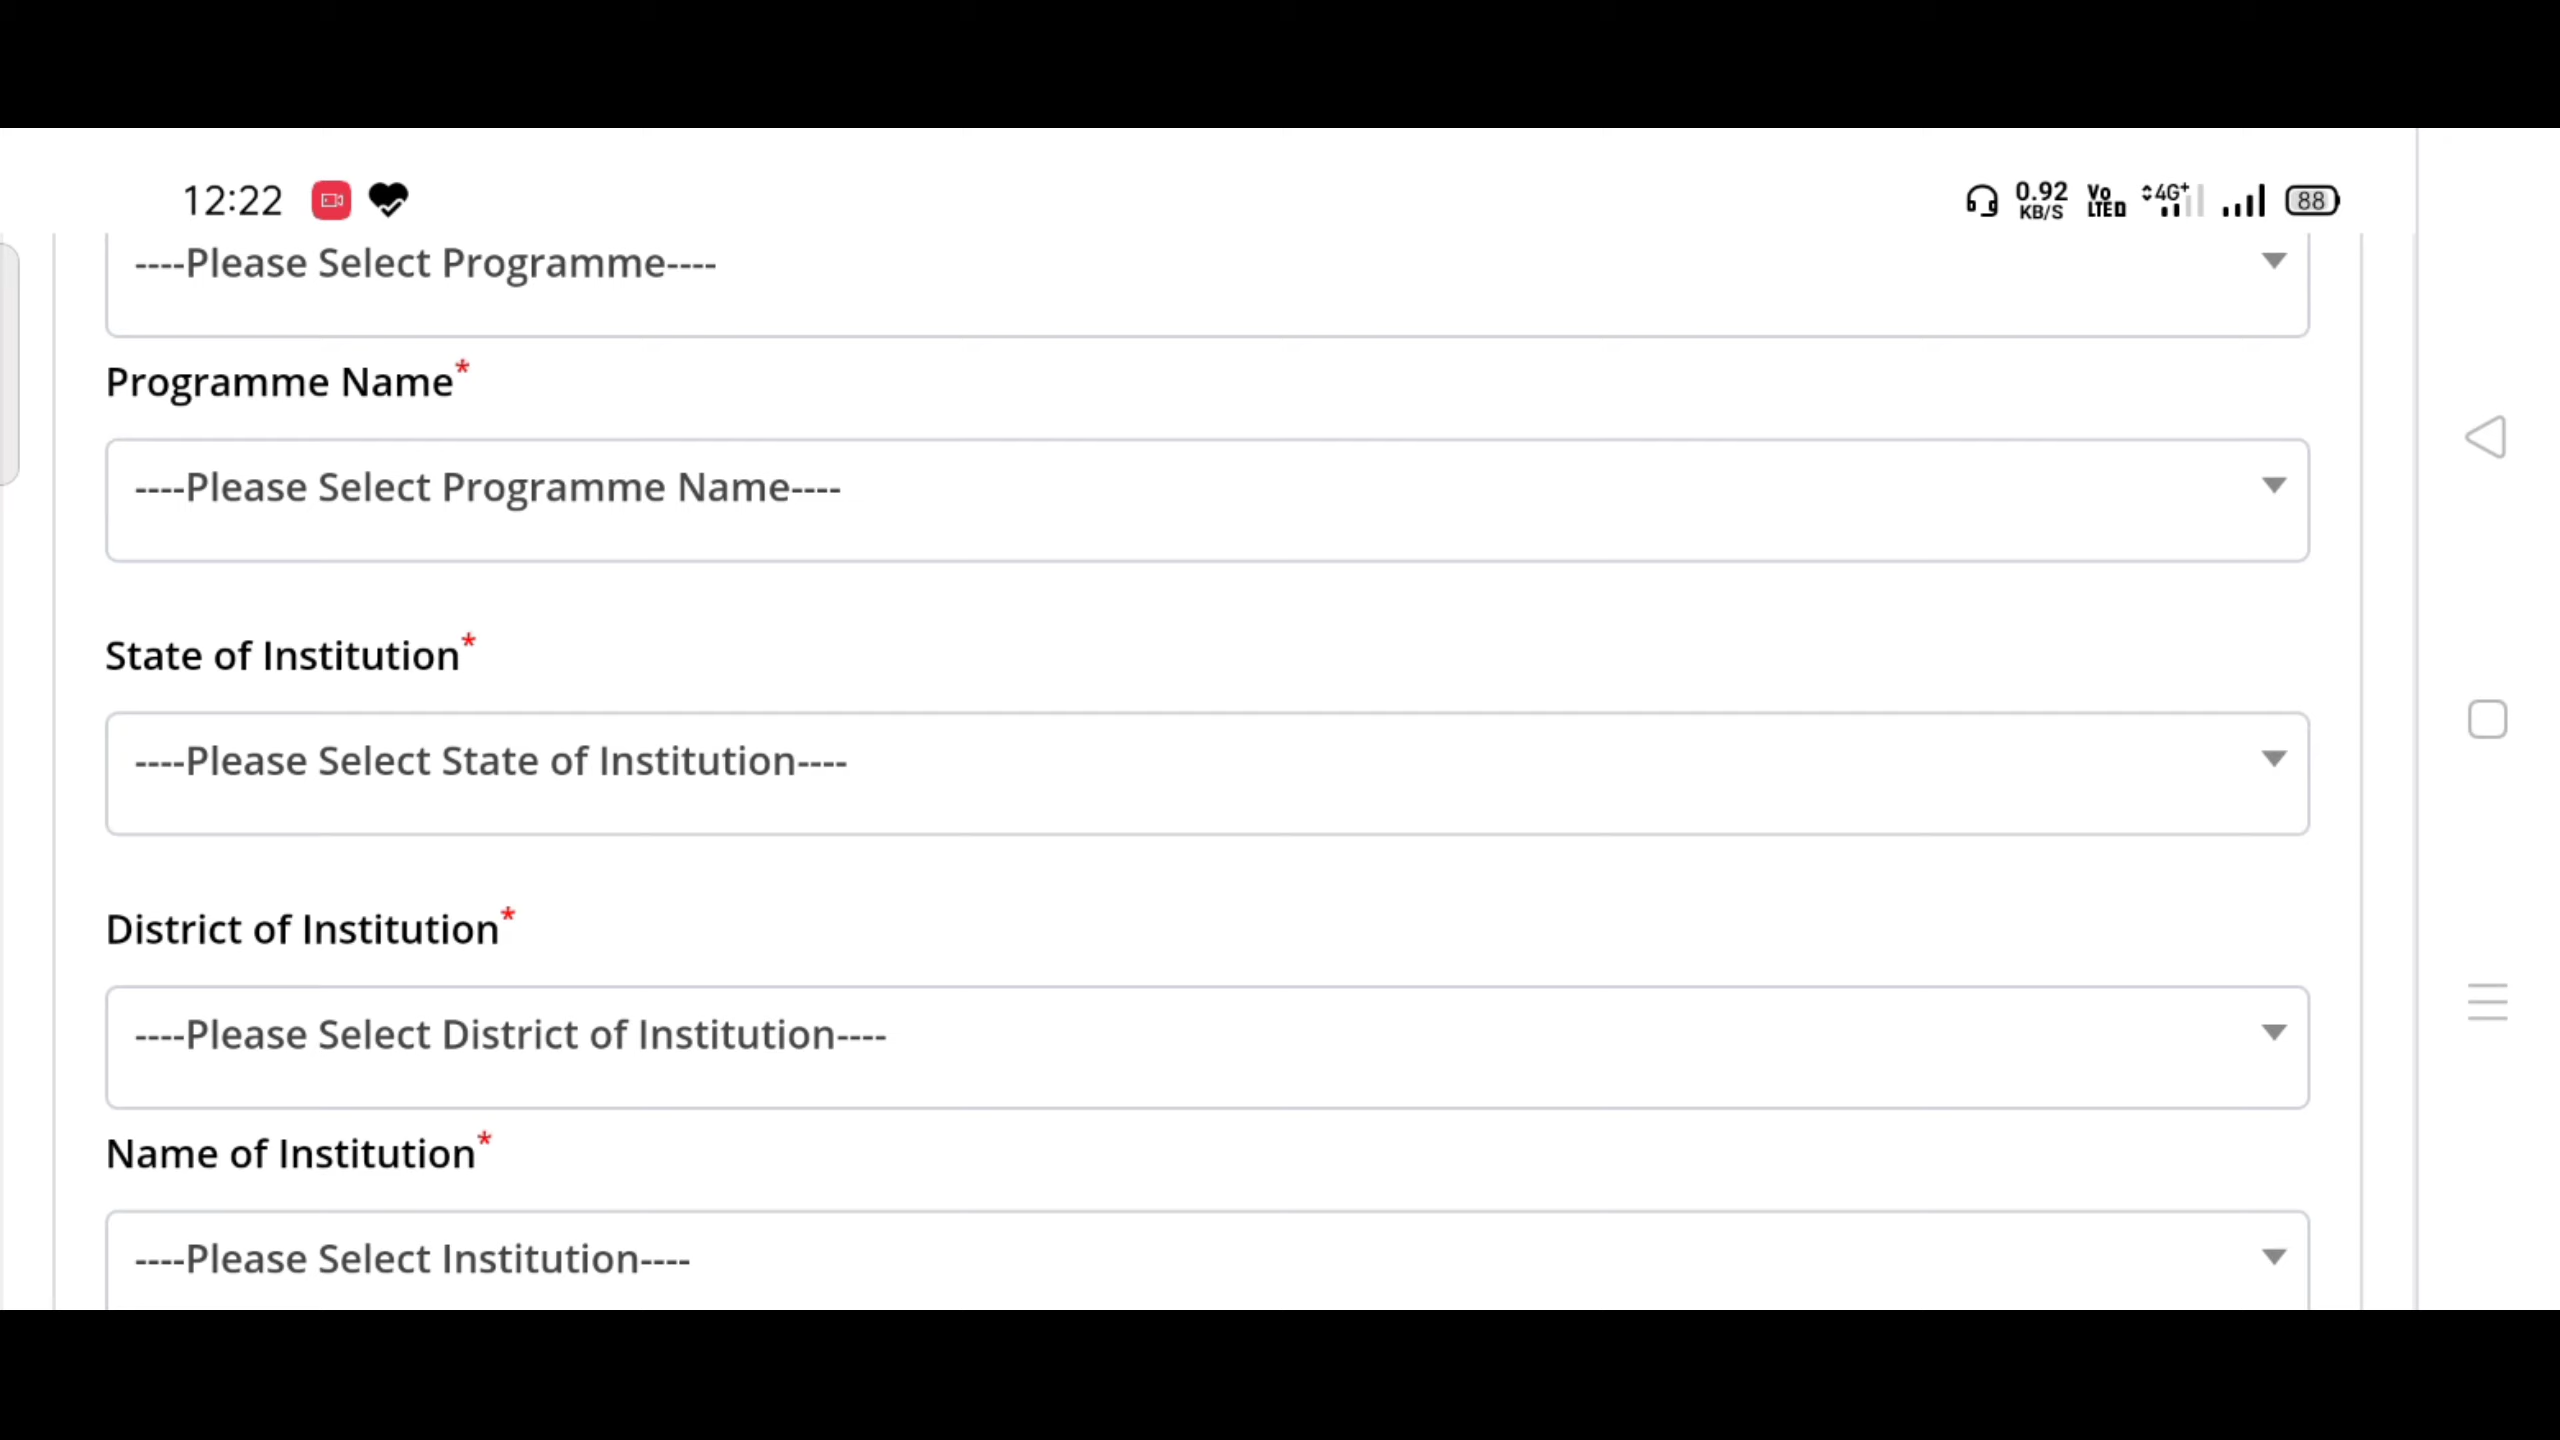 12:22
0.92
KB/S
Vo
LTE
4G+
88
----Please Select Programme----
Programme Name*
----Please Select Programme Name----
State of Institution*
----Please Select State of Institution----
District of Institution*
----Please Select District of Institution----
Name of Institution*
----Please Select Institution----